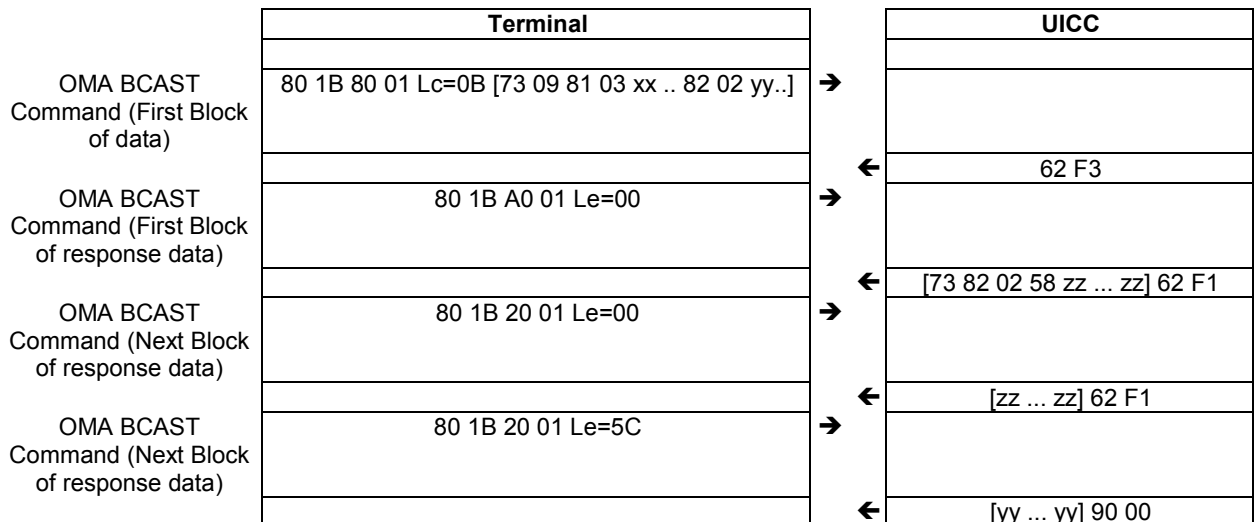 Terminal UICC
OMA BCAST
Command (First Block
of data)
80 1B 80 01 Lc=0B [73 09 81 03 xx .. 82 02 yy..] ➔
🡸 62 F3
OMA BCAST
Command (First Block
of response data)
80 1B A0 01 Le=00 ➔
🡸 [73 82 02 58 zz ... zz] 62 F1
OMA BCAST
Command (Next Block
of response data)
80 1B 20 01 Le=00 ➔
🡸 [zz ... zz] 62 F1
OMA BCAST
Command (Next Block
of response data)
80 1B 20 01 Le=5C ➔
🡸 [yy ... yy] 90 00